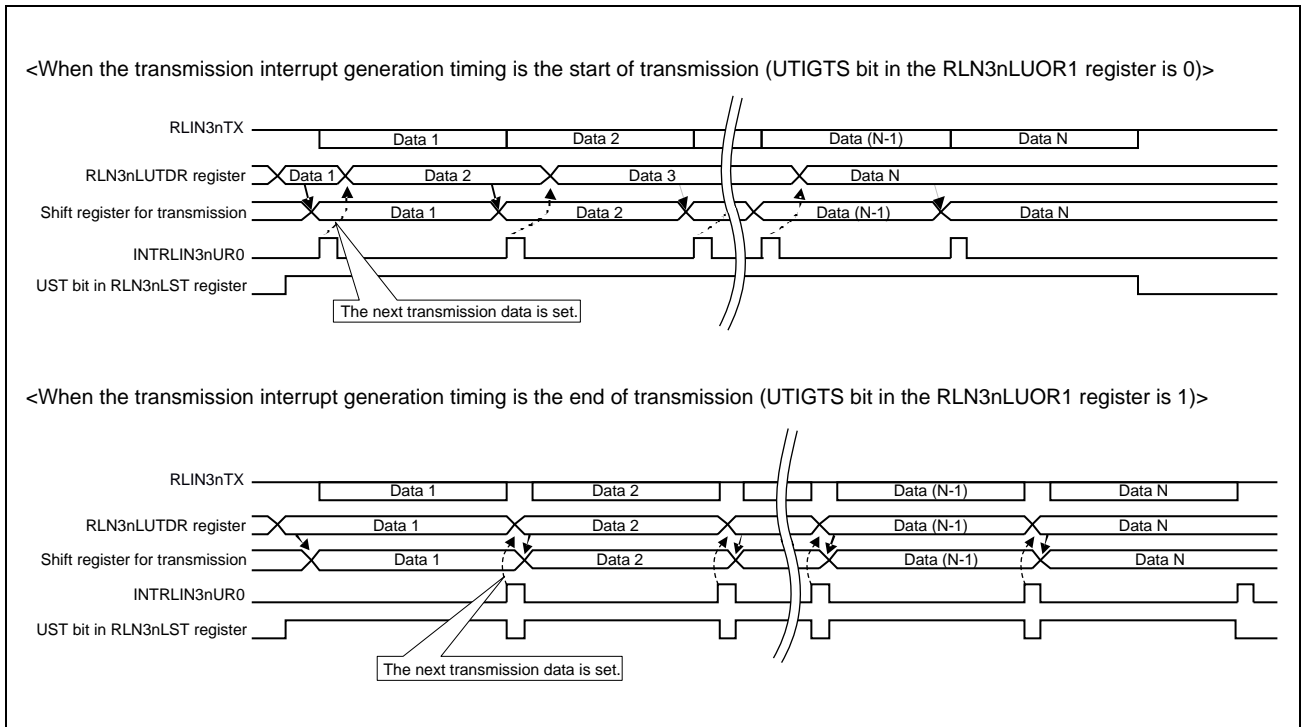 <When the transmission interrupt generation timing is the start of transmission (UTIGTS bit in the RLN3nLUOR1 register is 0)>
RLIN3nTX
Data 1 Data 2 Data (N-1) Data N
RLN3nLUTDR register
Data 1 Data 2 Data 3 Data N
Shift register for transmission
Data 1 Data 2 Data (N-1) Data N
INTRLIN3nUR0
UST bit in RLN3nLST register
The next transmission data is set.
<When the transmission interrupt generation timing is the end of transmission (UTIGTS bit in the RLN3nLUOR1 register is 1)>
RLIN3nTX
Data 1 Data 2 Data (N-1) Data N
RLN3nLUTDR register
Data 1 Data 2 Data (N-1) Data N
Shift register for transmission
Data 1 Data 2 Data (N-1) Data N
INTRLIN3nUR0
UST bit in RLN3nLST register
The next transmission data is set.